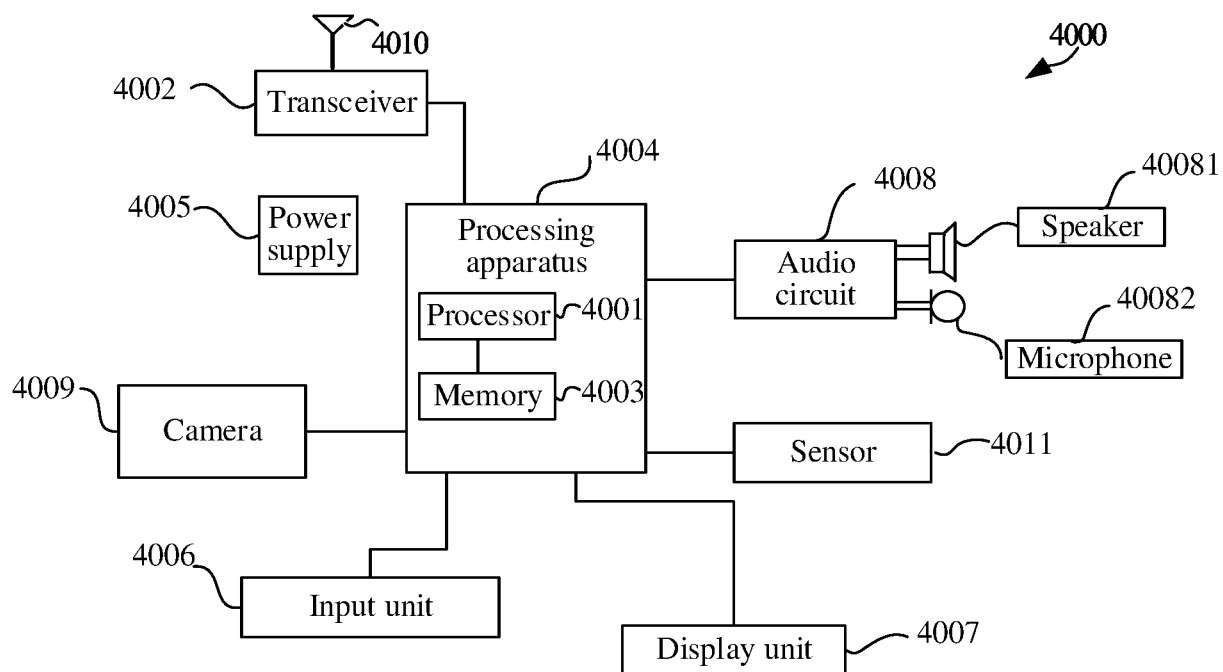 4010
4000
4002
Transceiver
4004
4008
40081
4005
Power
supply
Processing
apparatus
Speaker
Audio
circuit
Processor
4001
40082
Microphone
4009
Memory
4003
Camera
Sensor
4011
4006
Input unit
Display unit
4007